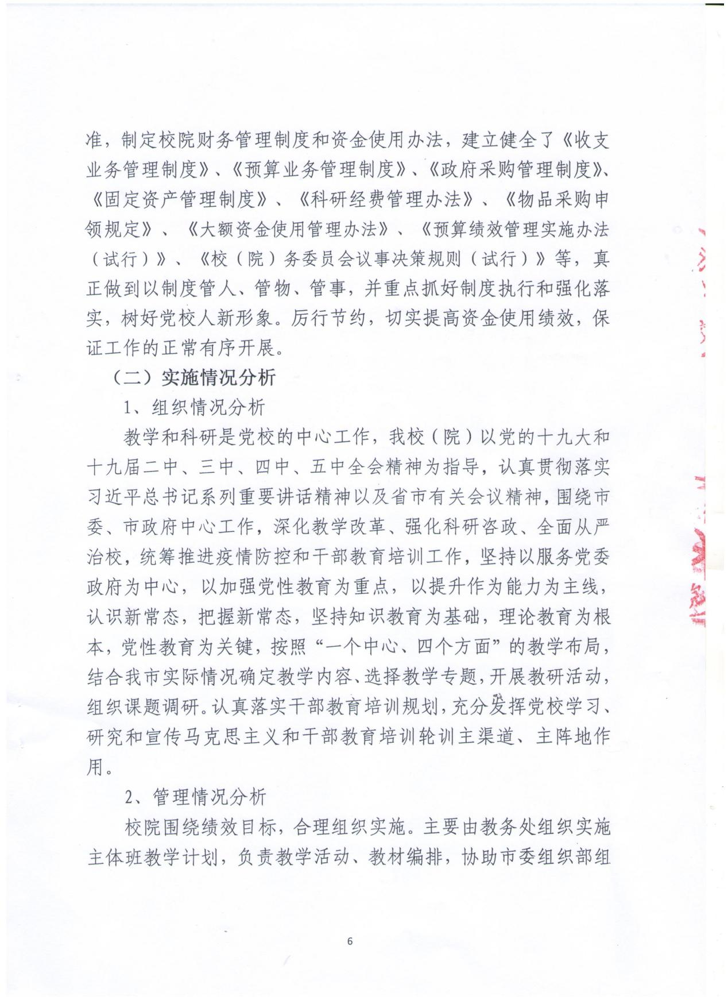 准，制定校院财务管理制度和资金使用办法，建立健全了《收支
业务管理制度》、《预算业务管理制度》、《政府采购管理制度》、
《固定资产管理制度》、《科研经费管理办法》、《物品采购申
领规定》、《大额资金使用管理办法》、《预算绩效管理实施办法
（试行）》、《校（院）务委员会议事决策规则（试行）》等，真
正做到以制度管人、管物、管事，并重点抓好制度执行和强化落
实，树好党校人新形象。厉行节约，切实提高资金使用绩效，保
证工作的正常有序开展。
（二）实施情况分析
1、组织情况分析
教学和科研是党校的中心工作，我校（院）以党的十九大和
十九届二中、三中、四中、五中全会精神为指导，认真贯彻落实
习近平总书记系列重要讲话精神以及省市有关会议精神，围绕市
委、市政府中心工作，深化教学改革、强化科研咨政、全面从严
治校，统筹推进疫情防控和干部教育培训工作，坚持以服务党委
政府为中心，以加强党性教育为重点，以提升作为能力为主线，
认识新常态，把握新常态，坚持知识教育为基础，理论教育为根
本，党性教育为关键，按照“一个中心、四个方面”的教学布局，
结合我市实际情况确定教学内容、选择教学专题，开展教研活动，
组织课题调研。认真落实干部教育培训规划，充分发挥党校学习、
研究和宣传马克思主义和干部教育培训轮训主渠道、主阵地作
用。
2、管理情况分析
校院围绕绩效目标，合理组织实施。主要由教务处组织实施
主体班教学计划，负责教学活动、教材编排，协助市委组织部组
6